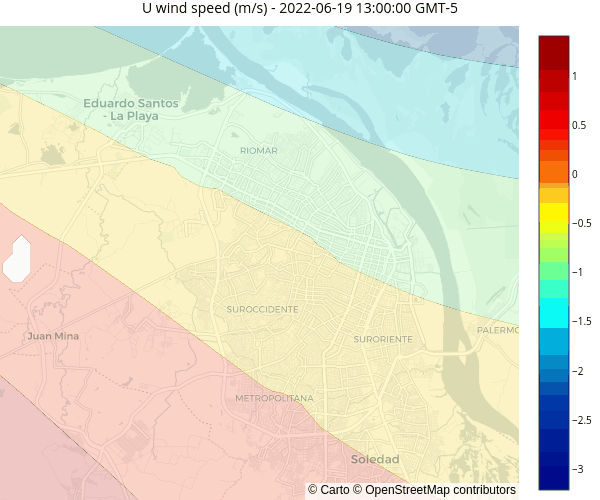 U wind speed (m/s) - 2022-06-19 13:00:00 GMT-5
Eduardo Santos
- La Playa
RIOMAR
SUROCCIDENTE
SURORIENTE
PALERMO
Juan Mina
METROPOLITANA
Soledad
© Carto © OpenStreetMap contributors
1
0.5
0
−0.5
−1
−1.5
−2
−2.5
−3